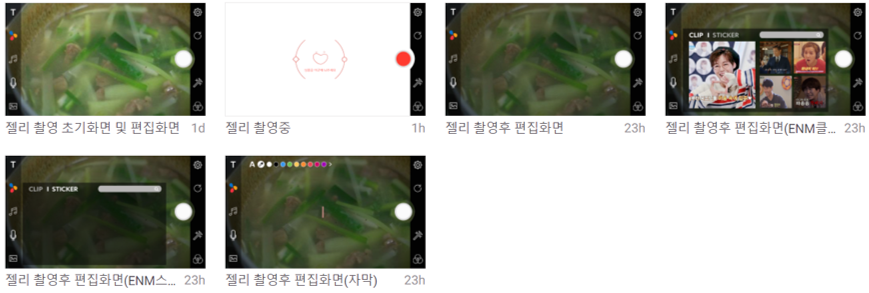 T
T
T
T
CLIP I STICKER
젤리 촬영 초기화면 및 편집화면 1d
젤리 촬영중 1h
젤리 촬영후 편집화면 23h
젤리 촬영후 편집화면(ENM클... 23h
T
CLIP I STICKER
T
A
젤리 촬영후 편집화면(ENM스... 23h
젤리 촬영후 편집화면(자막) 23h